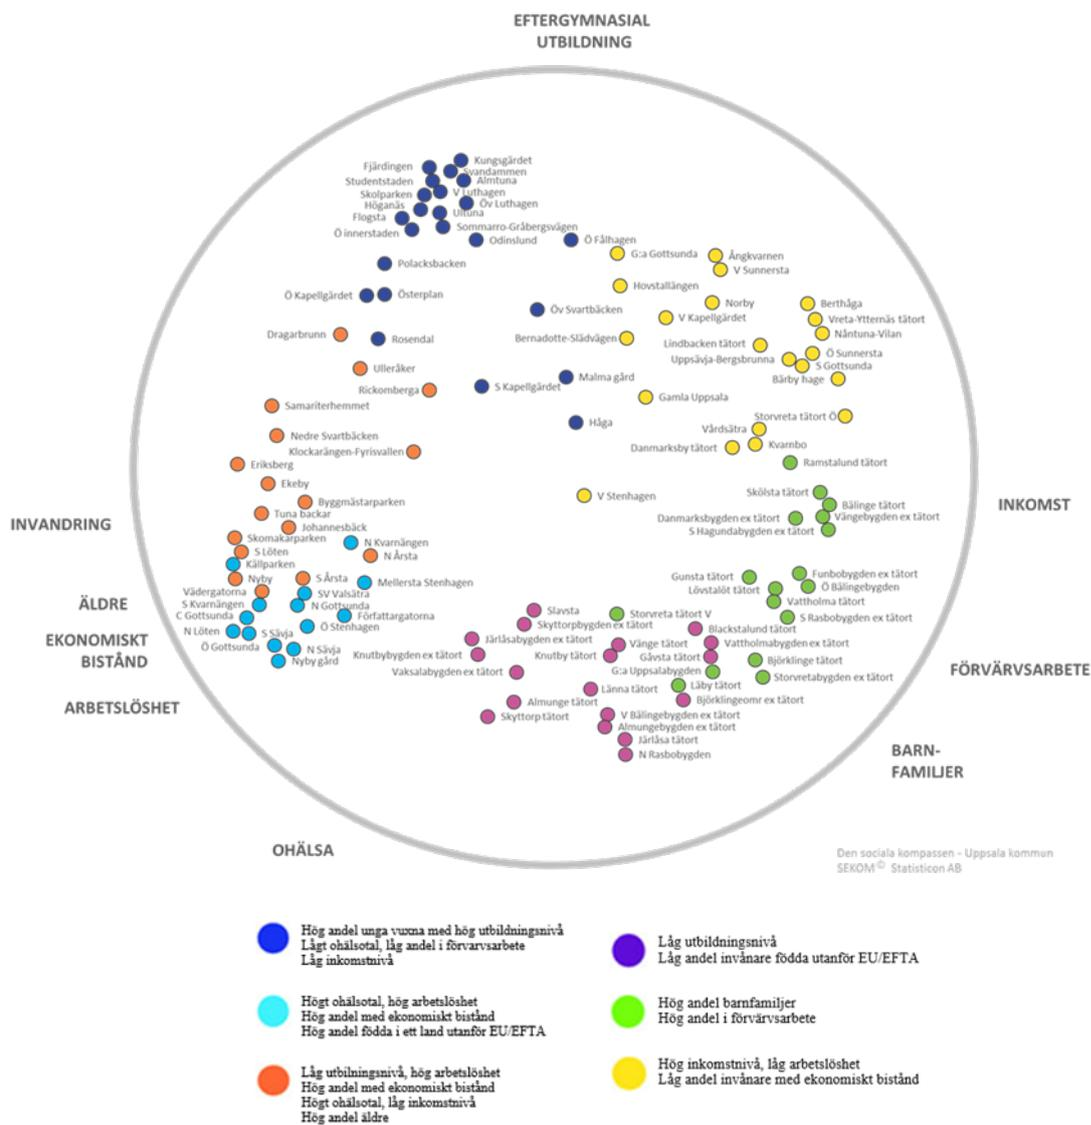 EFTERGYMNASIAL
UTBILDNING
Kungsgärdet
Fjärdingen
Svandammen
Studentstaden
Almtuna
Skolparken
V Luthagen
Höganäs
Öv Luthagen
Flogsta
Ultuna
Ö innerstaden
Sommarro-Gråbergsvägen
Odinslund
Ö Fålhagen
G:a Gottsunda
Ångkvarnen
Polacksbacken
V Sunnersta
Hovstallängen
Ö Kapellgärdet
Österplan
Norby
Berthåga
Öv Svartbäcken
V Kapellgärdet
Vreta-Ytternäs tätort
Dragarbrunn
Rosendal
Bernadotte-Slädvägen
Nåntuna-Vilan
Lindbacken tätort
Ö Sunnersta
Uppsävja-Bergsbrunna
Ulleråker
S Gottsunda
Rickomberga
S Kapellgärdet
Malma gård
Bärby hage
Samariterhemmet
Gamla Uppsala
Håga
Storvreta tätort Ö
Nedre Svartbäcken
Vårdsätra
Klockarängen-Fyrisvallen
Danmarksby tätort
Kvarnbo
Eriksberg
Ramstalund tätort
Ekeby
V Stenhagen
Skölsta tätort
Byggmästarparken
Bälinge tätort
INKOMST
Tuna backar
Danmarksbygden ex tätort
Vängebygden ex tätort
INVANDRING
Johannesbäck
S Hagundabygden ex tätort
Skomakarparken
N Kvarnängen
S Löten
N Årsta
Källparken
Nyby
S Årsta
Mellersta Stenhagen
Gunsta tätort
Funbobygden ex tätort
Vädergatorna
SV Valsätra
Lövstalöt tätort
Ö Bälingebygden
ÄLDRE
S Kvarnängen
N Gottsunda
Vattholma tätort
C Gottsunda
Författargatorna
Slavsta
Storvreta tätort V
S Rasbobygden ex tätort
N Löten
S Sävja
Ö Stenhagen
Skyttorpbygden ex tätort
Blackstalund tätort
EKONOMISKT
BISTÅND
Järlåsabygden ex tätort
Vänge tätort
Vattholmabygden ex tätort
Ö Gottsunda
N Sävja
Knutbybygden ex tätort
Knutby tätort
Gåvsta tätort
Björklinge tätort
Nyby gård
Vaksalabygden ex tätort
G:a Uppsalabygden
Storvretabygden ex tätort
FÖRVÄRVSARBETE
Länna tätort
Läby tätort
ARBETSLÖSHET
Almunge tätort
Björklingeomr ex tätort
Skyttorp tätort
V Bälingebygden ex tätort
Almungebygden ex tätort
Järlåsa tätort
N Rasbobygden
BARN-
FAMILJER
OHÄLSA
Den sociala kompassen – Uppsala kommun
SEKOM © Statisticon AB
Hög andel unga vuxna med hög utbildningsnivå
Lågt ohälsotal, låg andel i förvarvsarbete
Låg inkomstnivå
Låg utbildningsnivå
Låg andel invånare födda utanför EU/EFTA
Högt ohälsotal, hög arbetslöshet
Hög andel med ekonomiskt bistånd
Hög andel födda i ett land utanför EU/EFTA
Hög andel barnfamiljer
Hög andel i förvärvsarbete
Låg utbilningsnivå, hög arbetslöshet
Hög andel med ekonomiskt bistånd
Högt ohälsotal, låg inkomstnivå
Hög andel äldre
Hög inkomstnivå, låg arbetslöshet
Låg andel invånare med ekonomiskt bistånd